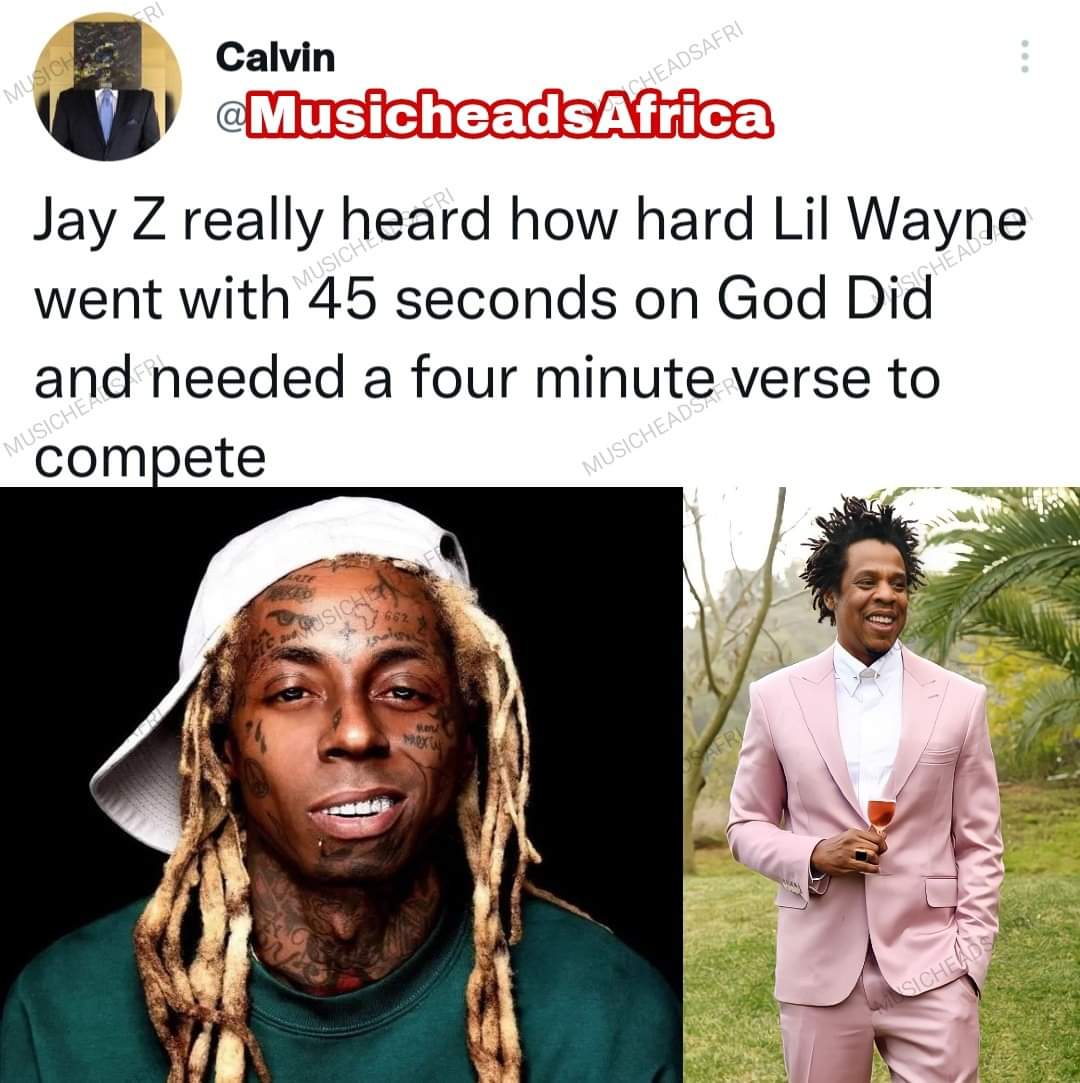 Calvin
@MusicheadsAfrica
Jay Z really heard how hard Lil Wayne
went with 45 seconds on God Did
and needed a four minute verse to
compete